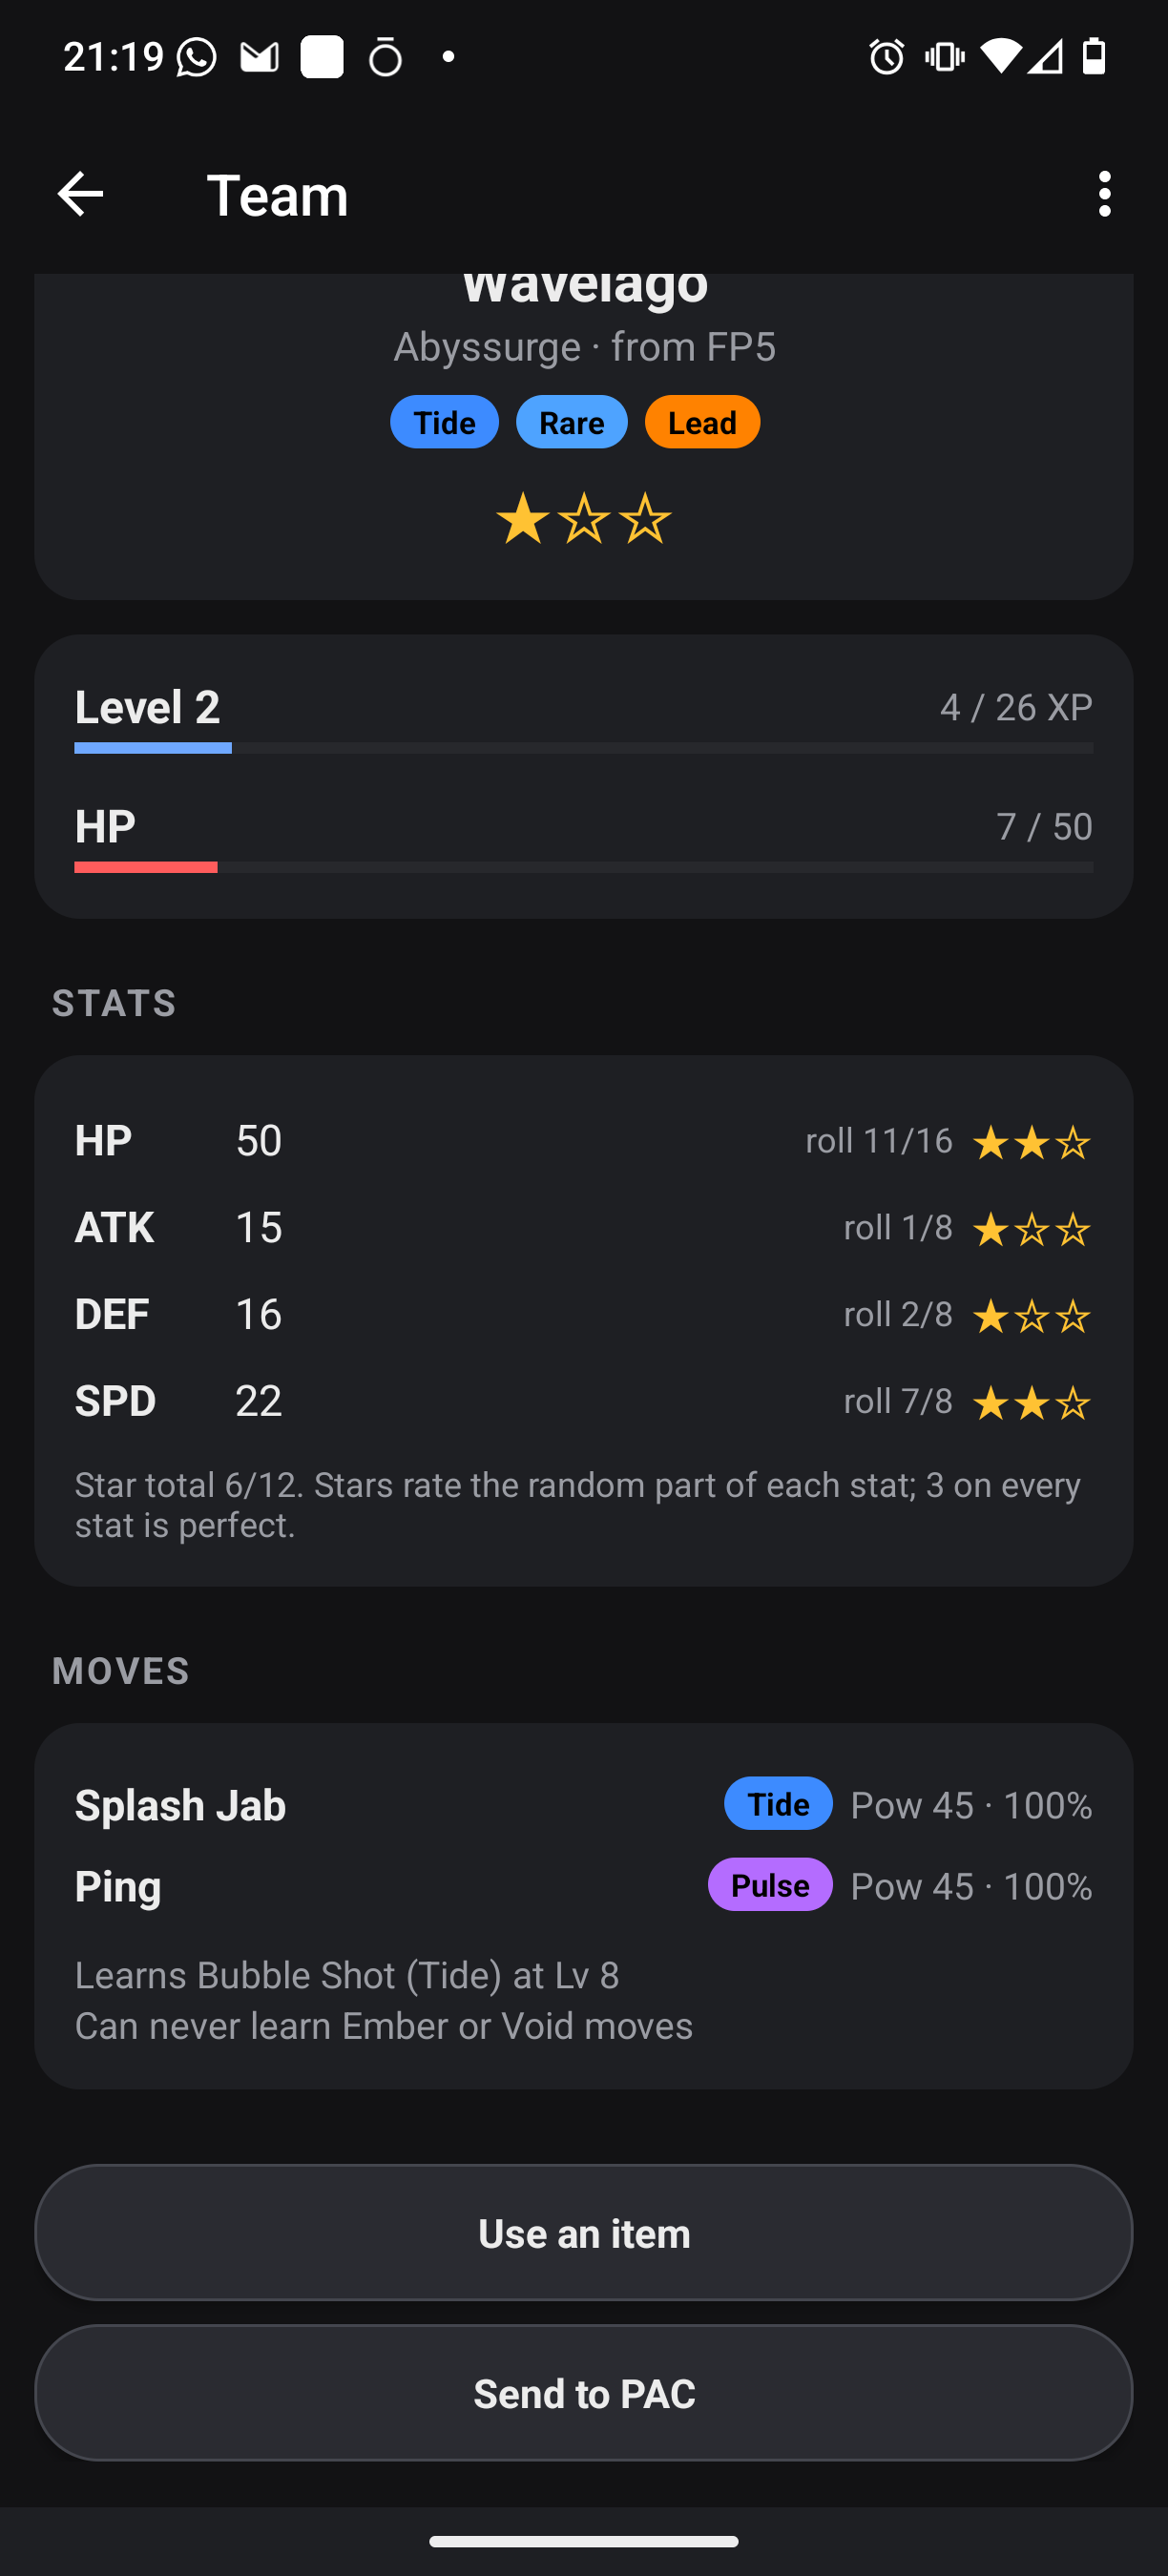 21:19
Team
Wavelago
Abyssurge · from FP5
Tide Rare Lead
Level 2 4 / 26 XP
HP 7 / 50
STATS
HP 50 roll 11/16
ATK 15 roll 1/8
DEF 16 roll 2/8
SPD 22 roll 7/8
Star total 6/12. Stars rate the random part of each stat; 3 on every
stat is perfect.
MOVES
Splash Jab Tide Pow 45 · 100%
Ping Pulse Pow 45 · 100%
Learns Bubble Shot (Tide) at Lv 8
Can never learn Ember or Void moves
Use an item
Send to PAC